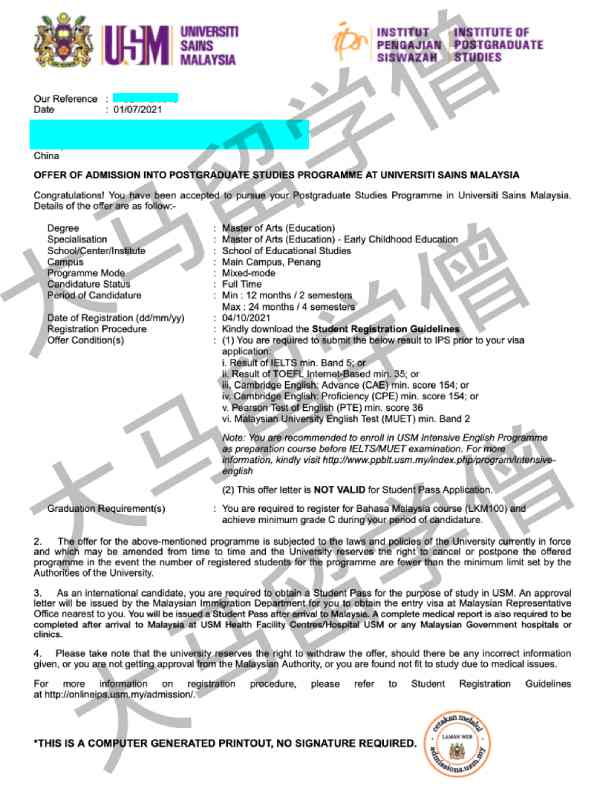 USM
UNIVERSITI
SAINS
MALAYSIA
ips
INSTITUT
PENGAJIAN
SISWAZAH
INSTITUTE OF
POSTGRADUATE
STUDIES
Our Reference :
Date : 01/07/2021
China
OFFER OF ADMISSION INTO POSTGRADUATE STUDIES PROGRAMME AT UNIVERSITI SAINS MALAYSIA
Congratulations! You have been accepted to pursue your Postgraduate Studies Programme in Universiti Sains Malaysia.
Details of the offer are as follow:-
Degree : Master of Arts (Education)
Specialisation : Master of Arts (Education) - Early Childhood Education
School/Center/Institute : School of Educational Studies
Campus : Main Campus, Penang
Programme Mode : Mixed-mode
Candidature Status : Full Time
Period of Candidature : Min : 12 months / 2 semesters
Max : 24 months / 4 semesters
Date of Registration (dd/mm/yy) : 04/10/2021
Registration Procedure : Kindly download the Student Registration Guidelines
Offer Condition(s) : (1) You are required to submit the below result to IPS prior to your visa
application:
i. Result of IELTS min. Band 5; or
ii. Result of TOEFL Internet-Based min. 35; or
iii. Cambridge English: Advance (CAE) min. score 154; or
iv. Cambridge English: Proficiency (CPE) min. score 154; or
v. Pearson Test of English (PTE) min. score 36
vi. Malaysian University English Test (MUET) min. Band 2
Note: You are recommended to enroll in USM Intensive English Programme
as preparation course before IELTS/MUET examination. For more
information, kindly visit http://www.ppblt.usm.my/index.php/program/intensive-
english
(2) This offer letter is NOT VALID for Student Pass Application.
Graduation Requirement(s) : You are required to register for Bahasa Malaysia course (LKM100) and
achieve minimum grade C during your period of candidature.
2. The offer for the above-mentioned programme is subjected to the laws and policies of the University currently in force
and which may be amended from time to time and the University reserves the right to cancel or postpone the offered
programme in the event the number of registered students for the programme are fewer than the minimum limit set by the
Authorities of the University.
3. As an international candidate, you are required to obtain a Student Pass for the purpose of study in USM. An approval
letter will be issued by the Malaysian Immigration Department for you to obtain the entry visa at Malaysian Representative
Office nearest to you. You will be issued a Student Pass after arrival to Malaysia. A complete medical report is also required to be
completed after arrival to Malaysia at USM Health Facility Centres/Hospital USM or any Malaysian Government hospitals or
clinics.
4. Please take note that the university reserves the right to withdraw the offer, should there be any incorrect information
given, or you are not getting approval from the Malaysian Authority, or you are found not fit to study due to medical issues.
For more information on registration procedure, please refer to Student Registration Guidelines
at http://onlineips.usm.my/admission/.
*THIS IS A COMPUTER GENERATED PRINTOUT, NO SIGNATURE REQUIRED.
cetakan melalui
LAMAN WEB
admissions.usm.my
大马留学僧
大马留学僧
大马留学僧